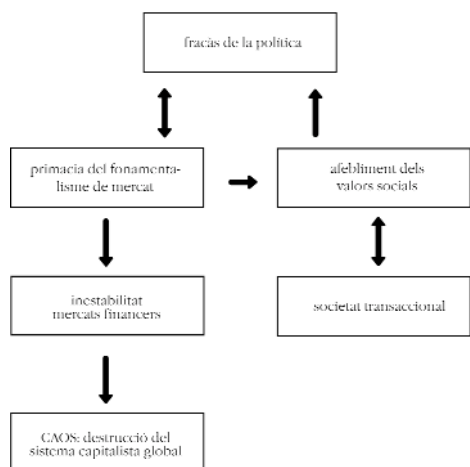 fracàs de la política
primacia del fonamenta-
lisme de mercat
afebliment dels
valors socials
inestabilitat
mercats financers
societat transaccional
CAOS: destrucció del
sistema capitalista global